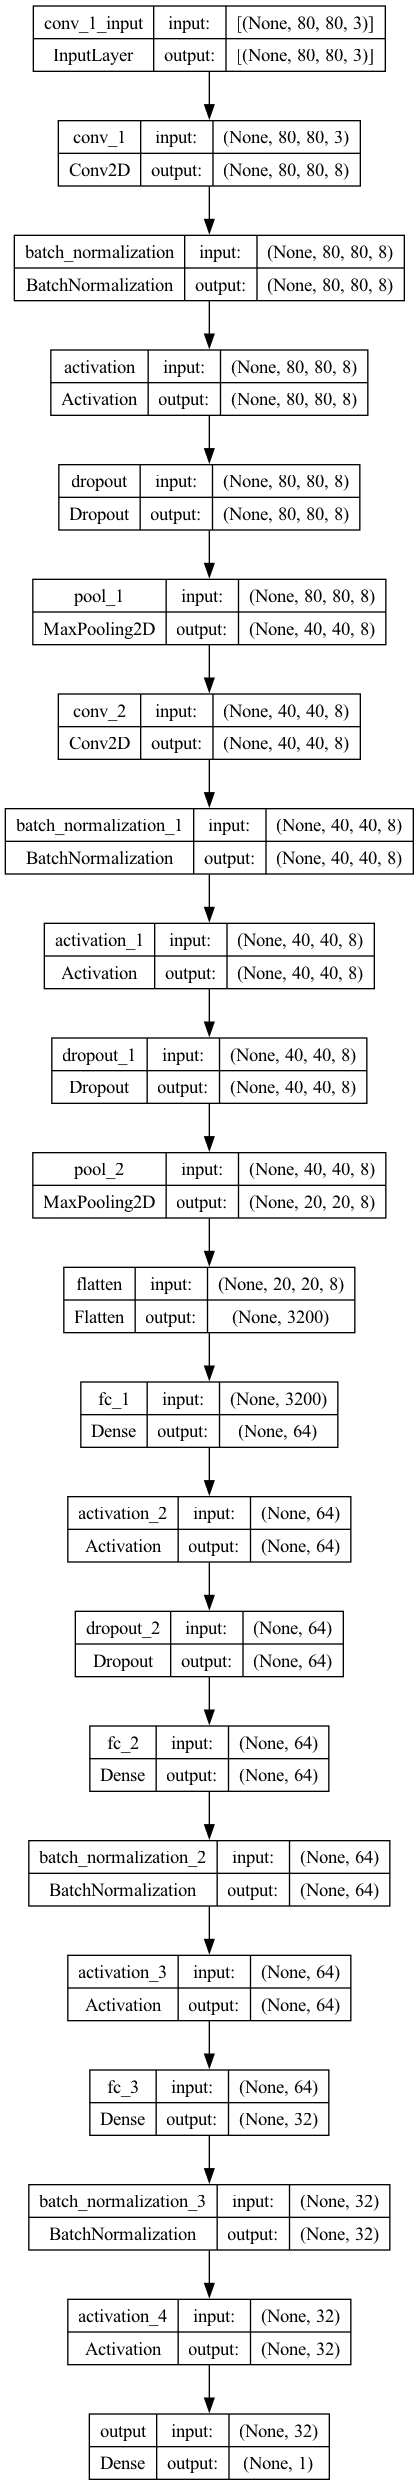 conv_1_input input: [(None, 80, 80, 3)]
InputLayer output: [(None, 80, 80, 3)]
conv_1 input: (None, 80, 80, 3)
Conv2D output: (None, 80, 80, 8)
batch_normalization input: (None, 80, 80, 8)
BatchNormalization output: (None, 80, 80, 8)
activation input: (None, 80, 80, 8)
Activation output: (None, 80, 80, 8)
dropout input: (None, 80, 80, 8)
Dropout output: (None, 80, 80, 8)
pool_1 input: (None, 80, 80, 8)
MaxPooling2D output: (None, 40, 40, 8)
conv_2 input: (None, 40, 40, 8)
Conv2D output: (None, 40, 40, 8)
batch_normalization_1 input: (None, 40, 40, 8)
BatchNormalization output: (None, 40, 40, 8)
activation_1 input: (None, 40, 40, 8)
Activation output: (None, 40, 40, 8)
dropout_1 input: (None, 40, 40, 8)
Dropout output: (None, 40, 40, 8)
pool_2 input: (None, 40, 40, 8)
MaxPooling2D output: (None, 20, 20, 8)
flatten input: (None, 20, 20, 8)
Flatten output: (None, 3200)
fc_1 input: (None, 3200)
Dense output: (None, 64)
activation_2 input: (None, 64)
Activation output: (None, 64)
dropout_2 input: (None, 64)
Dropout output: (None, 64)
fc_2 input: (None, 64)
Dense output: (None, 64)
batch_normalization_2 input: (None, 64)
BatchNormalization output: (None, 64)
activation_3 input: (None, 64)
Activation output: (None, 64)
fc_3 input: (None, 64)
Dense output: (None, 32)
batch_normalization_3 input: (None, 32)
BatchNormalization output: (None, 32)
activation_4 input: (None, 32)
Activation output: (None, 32)
output input: (None, 32)
Dense output: (None, 1)